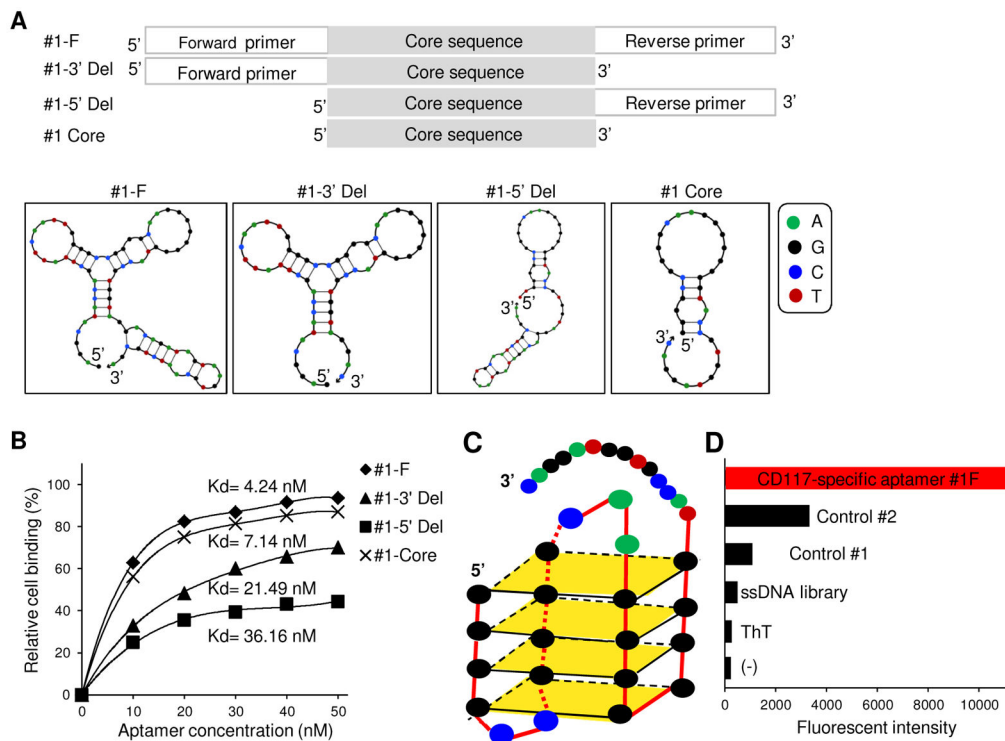 A
#1-F 5' Forward primer Core sequence Reverse primer 3'
#1-3' Del 5' Forward primer Core sequence 3'
#1-5' Del 5' Core sequence Reverse primer 3'
#1 Core 5' Core sequence 3'
#1-F #1-3' Del #1-5' Del #1 Core
5' 3'
5' 3'
3' 5'
3' 5'
A
G
C
T
B
Relative cell binding (%)
100
80
60
40
20
0
0 10 20 30 40 50
Aptamer concentration (nM)
Kd= 4.24 nM
Kd= 7.14 nM
Kd= 21.49 nM
Kd= 36.16 nM
#1-F
#1-3' Del
#1-5' Del
#1-Core
C
3'
5'
D
CD117-specific aptamer #1F
Control #2
Control #1
ssDNA library
ThT
(-)
0 2000 4000 6000 8000 10000
Fluorescent intensity